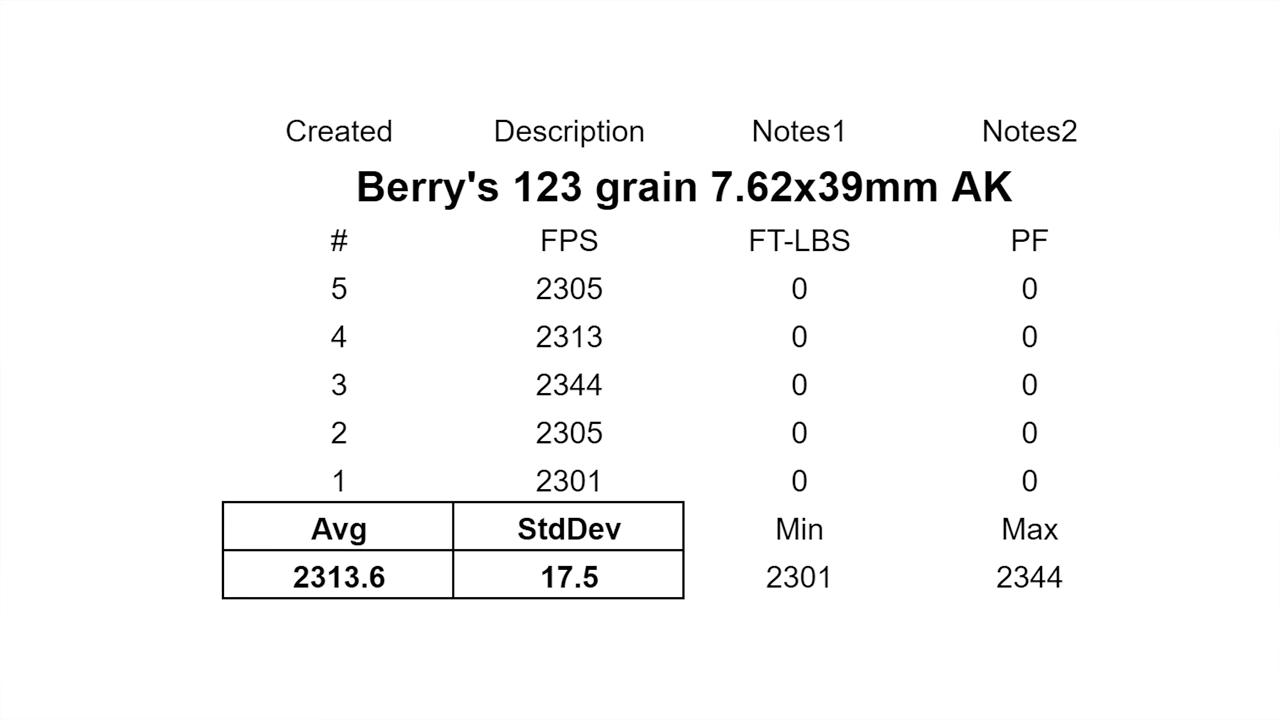 Created Description Notes1 Notes2
Berry's 123 grain 7.62x39mm AK
# FPS FT-LBS PF
5 2305 0 0
4 2313 0 0
3 2344 0 0
2 2305 0 0
1 2301 0 0
Avg StdDev Min Max
2313.6 17.5 2301 2344